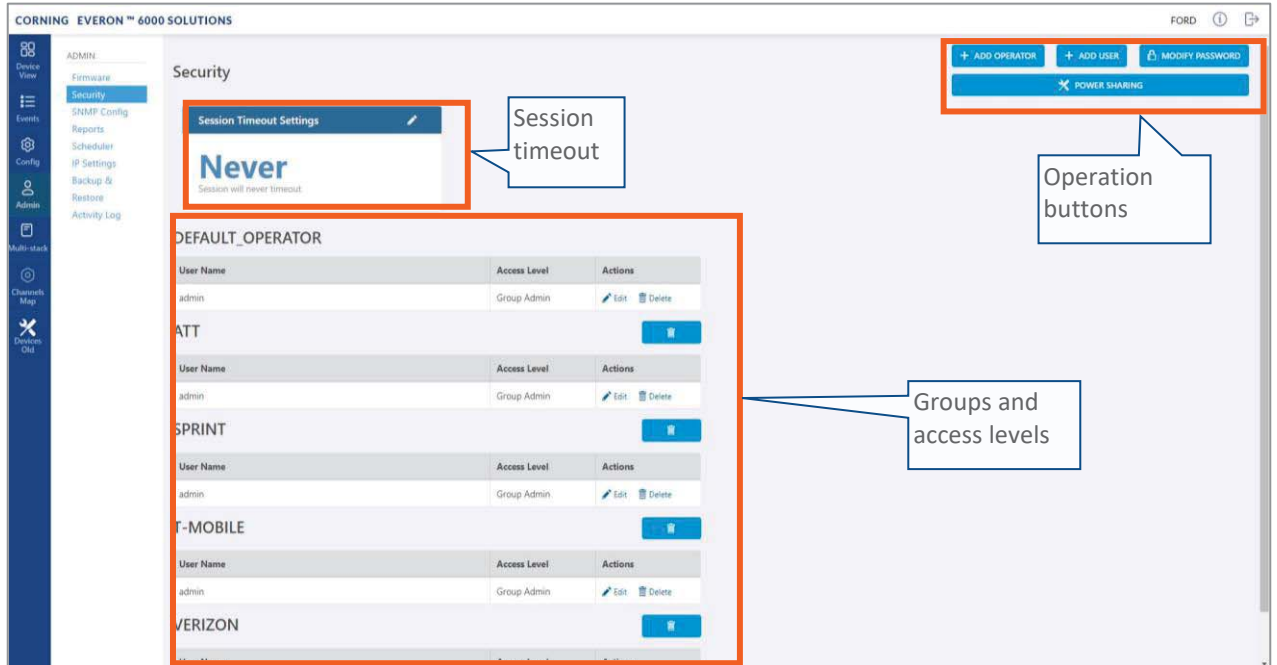 CORNING EVERON ™ 6000 SOLUTIONS
FORD
Device
View
Events
Config
Admin
Multi-stack
Channels
Map
Devices
Old
ADMIN
Firmware
Security
SNMP Config
Reports
Scheduler
IP Settings
Backup &
Restore
Activity Log
Security
+ ADD OPERATOR
+ ADD USER
MODIFY PASSWORD
POWER SHARING
Session Timeout Settings
Never
Session will never timeout
Session
timeout
Operation
buttons
DEFAULT_OPERATOR
User Name Access Level Actions
admin Group Admin Edit Delete
ATT
User Name Access Level Actions
admin Group Admin Edit Delete
SPRINT
User Name Access Level Actions
admin Group Admin Edit Delete
T-MOBILE
User Name Access Level Actions
admin Group Admin Edit Delete
VERIZON
Groups and
access levels